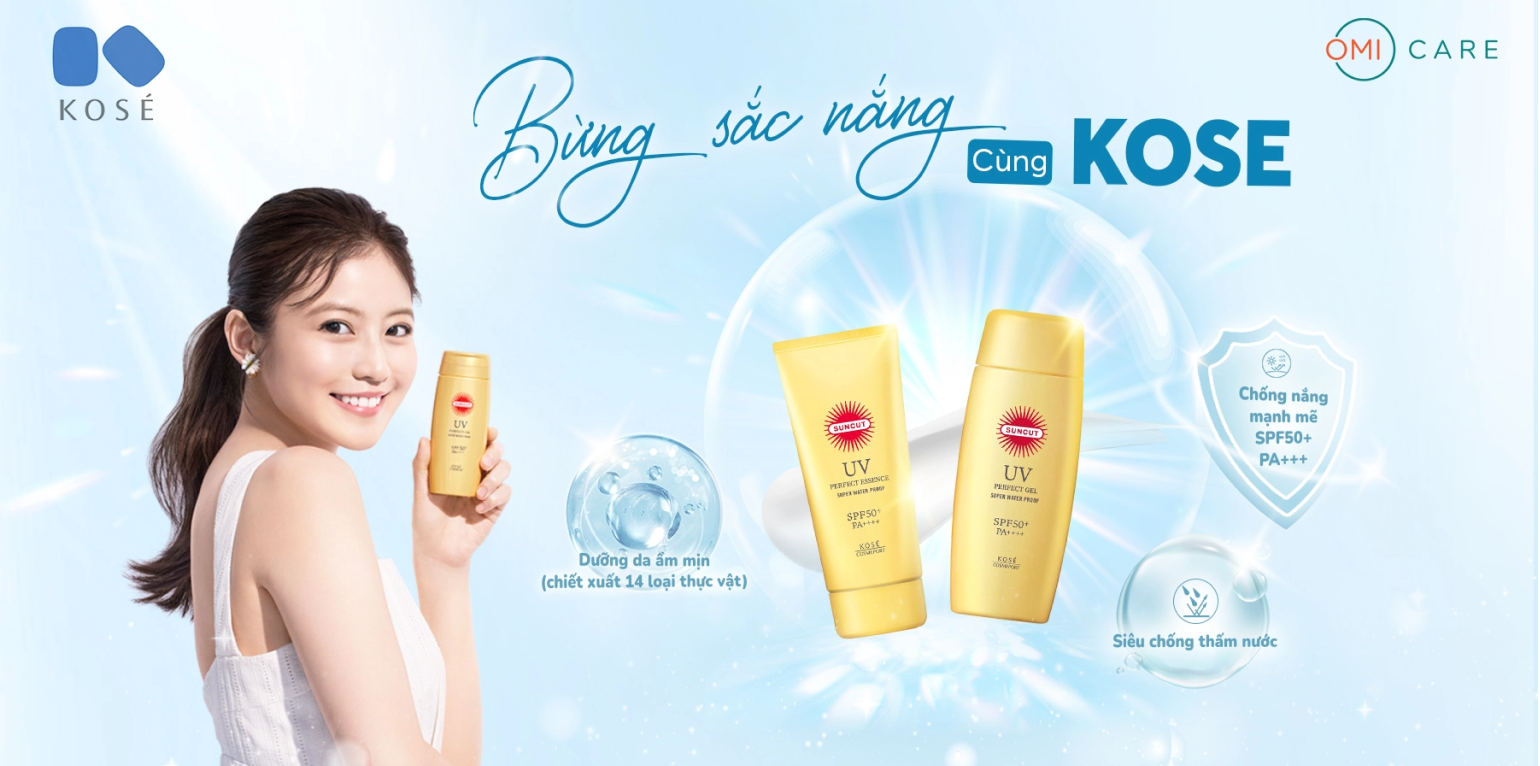 KOSÉ
OMI CARE
Bừng sắc nắng
Cùng KOSE
SUNCUT
UV
SUNCUT
UV
PERFECT ESSENCE
SUPER WATER PROOF
SPF50+
PA++++
KOSÉ
COSMEPORT
SUNCUT
UV
PERFECT GEL
SUPER WATER PROOF
SPF50+
PA++++
KOSÉ
COSMEPORT
Chống nắng
mạnh mẽ
SPF50+
PA+++
Dưỡng da ẩm mịn
(chiết xuất 14 loại thực vật)
Siêu chống thấm nước